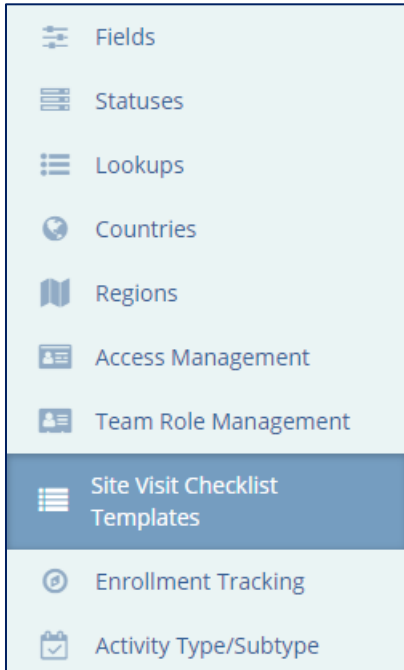 Fields
Statuses
Lookups
Countries
Regions
Access Management
Team Role Management
Site Visit Checklist
Templates
Enrollment Tracking
Activity Type/Subtype